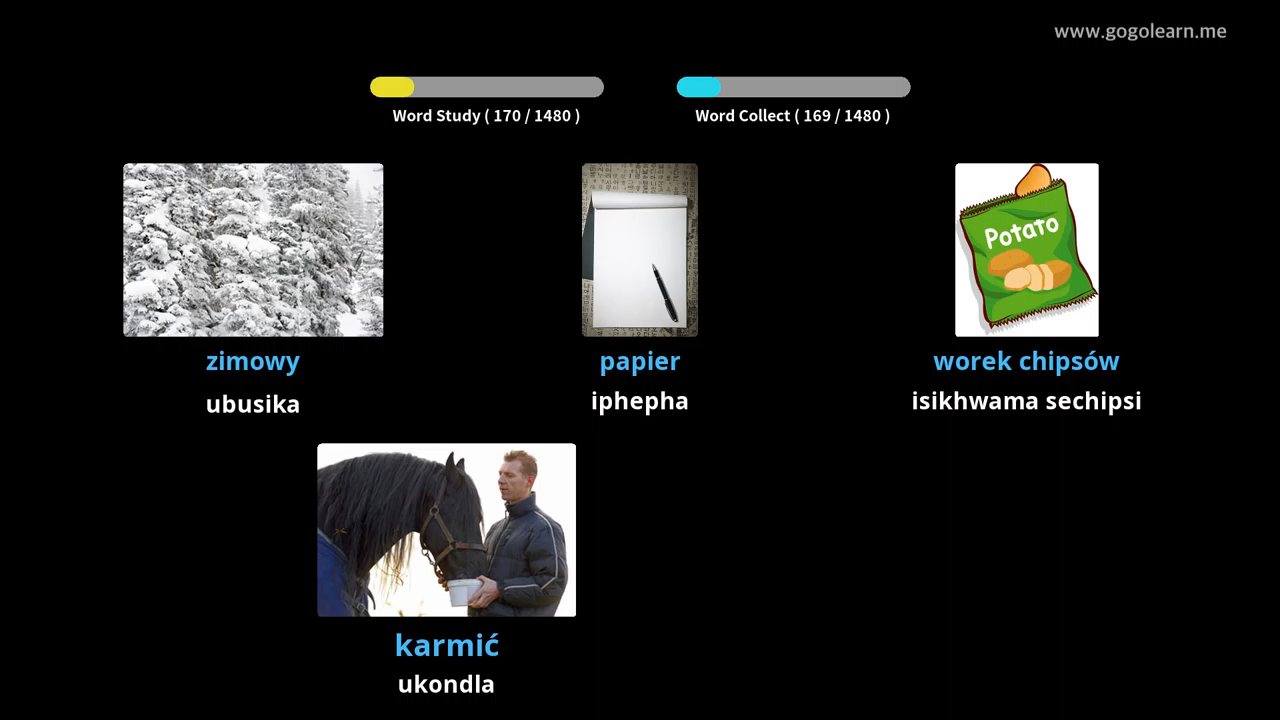 www.gogolearn.me
Word Study ( 170 / 1480 )
Word Collect ( 169 / 1480 )
Potato
zimowy
ubusika
papier
iphepha
worek chipsów
isikhwama sechipsi
karmić
ukondla